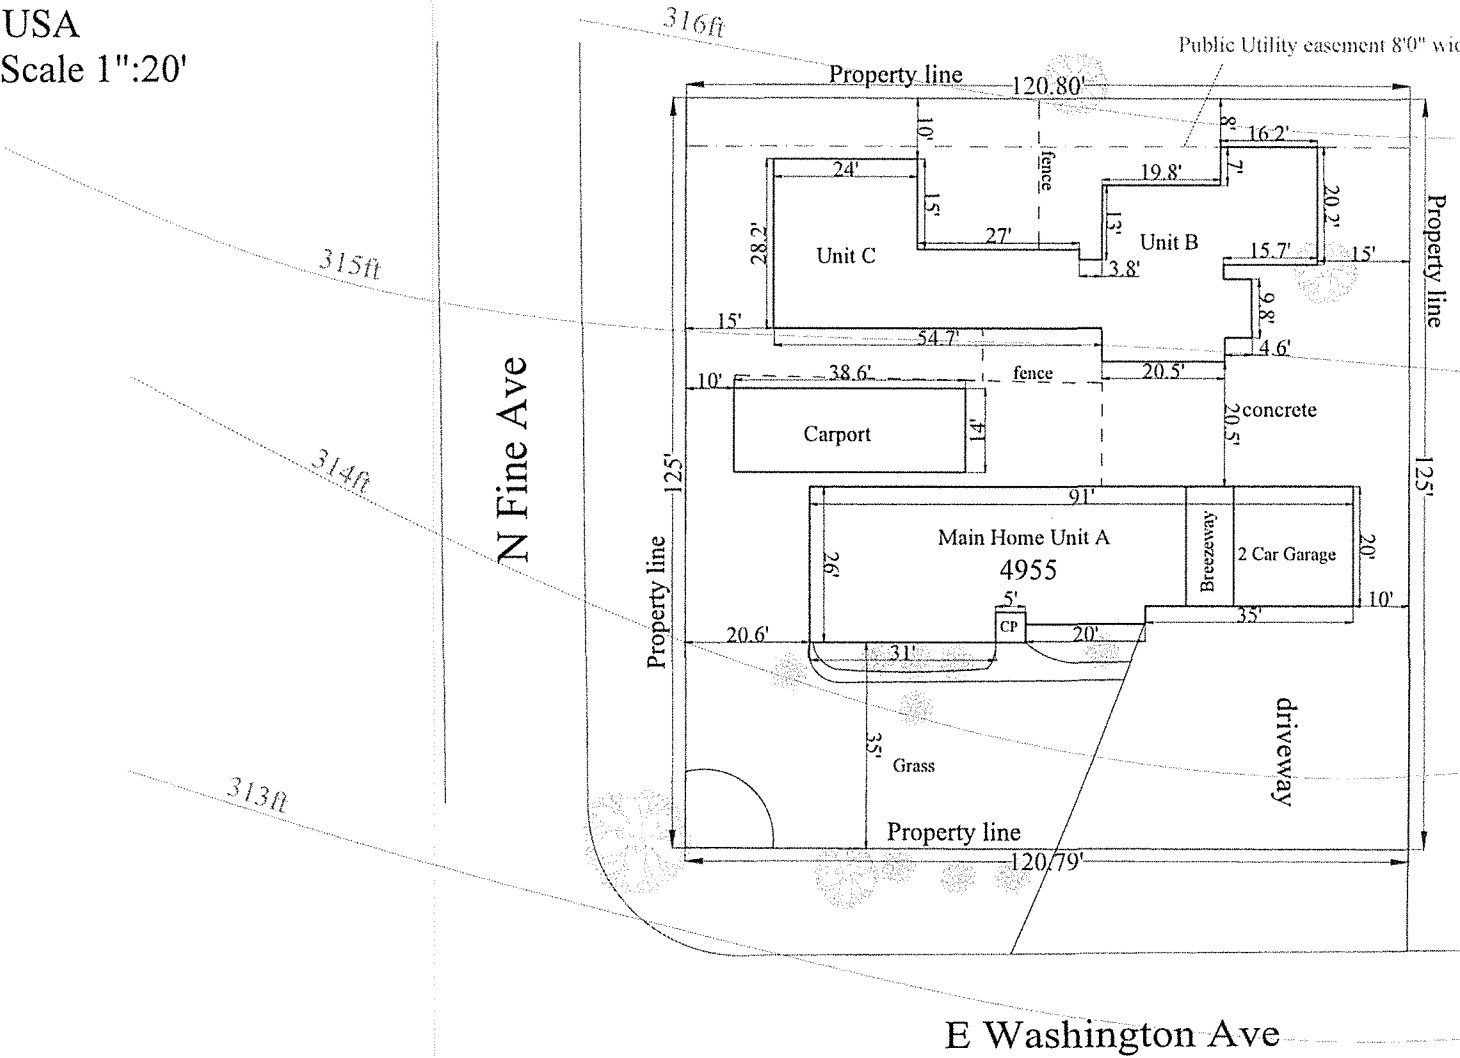 USA
Scale 1":20'
316ft
Public Utility easement 8'0"
Property line
120.80'
10'
8'
16.2'
fence
24'
19.8'
7'
15'
20.2'
Property line
28.2'
27'
13'
Unit C
Unit B
15.7'
15'
315ft
3.8'
9.8'
15'
54.7'
4.6'
fence
20.5'
10'
38.6'
N Fine Ave
Carport
14'
20.5'
concrete
314ft
125'
125'
91'
Main Home Unit A
4955
Breezeway
2 Car Garage
20'
26'
Property line
5'
CP
10'
35'
20.6'
20'
31'
35'
Grass
driveway
313ft
Property line
120.79'
E Washington Ave